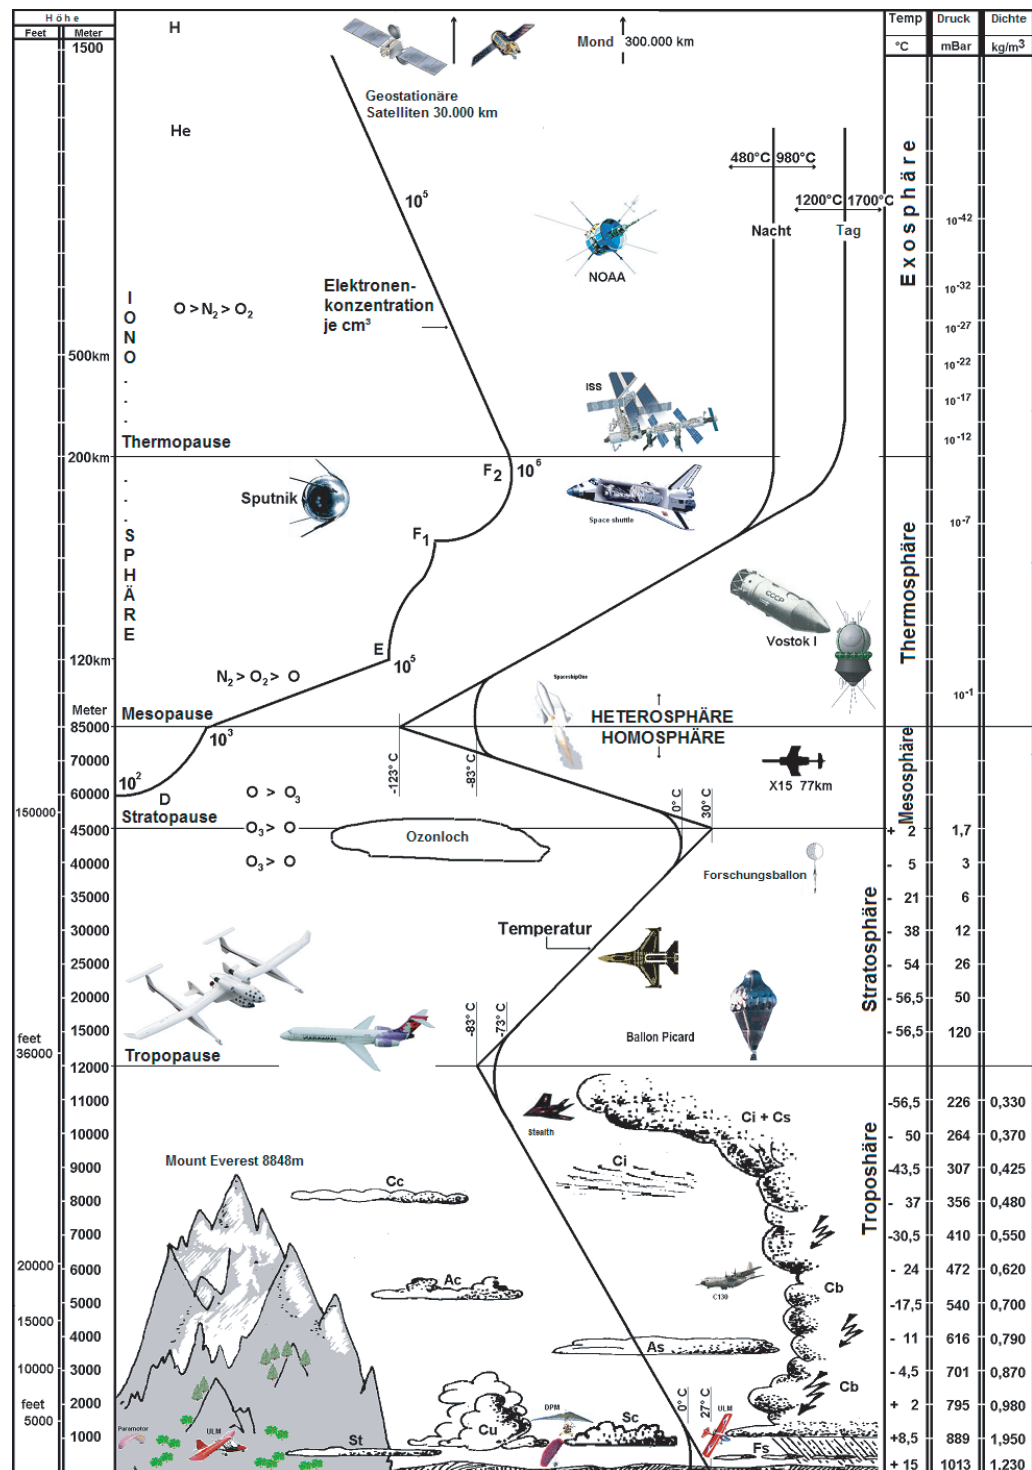 Höhe
Feet
Meter
Temp
Druck
Dichte
°C
mBar
kg/m³
1500
H
Mond 300.000 km
Geostationäre
Satelliten 30.000 km
He
10⁵
480°C 980°C
1200°C 1700°C
Nacht
Tag
Exosphäre
10⁻⁴²
NOAA
Elektronen-
konzentration
je cm³
10⁻³²
O > N₂ > O₂
10⁻²⁷
IONO
500km
10⁻²²
ISS
10⁻¹⁷
10⁻¹²
Thermopause
200km
F₂
10⁶
Sputnik
Space shuttle
10⁻⁷
F₁
SPHÄRE
Thermosphäre
Vostok I
CCCP
E
10⁵
120km
N₂ > O₂ > O
SpaceshipOne
10⁻¹
Meter
Mesopause
HETEROSPHÄRE
HOMOSPHÄRE
85000
10³
70000
-123° C
-83° C
X15 77km
Mesosphäre
10²
60000
D
O > O₃
0° C
30° C
150000
Stratopause
45000
O₃ > O
Ozonloch
+ 2 1,7
40000
O₃ > O
Forschungsballon
- 5 3
35000
- 21 6
Stratosphäre
30000
Temperatur
- 38 12
25000
- 54 26
20000
-83° C
-73° C
- 56,5 50
15000
Ballon Picard
-56,5 120
feet
36000
Tropopause
12000
11000
Stealth
Ci + Cs
-56,5 226 0,330
10000
- 50 264 0,370
Troposhäre
Mount Everest 8848m
9000
Cc
Ci
-43,5 307 0,425
8000
- 37 356 0,480
7000
-30,5 410 0,550
20000
6000
Ac
C130
Cb
- 24 472 0,620
15000
5000
-17,5 540 0,700
4000
As
- 11 616 0,790
10000
3000
Cb
- 4,5 701 0,870
feet
5000
2000
0° C
27° C
ULM
+ 2 795 0,980
Paramotor
ULM
DPM
Cu
Sc
1000
St
Fs
+8,5 889 1,950
+ 15 1013 1.230